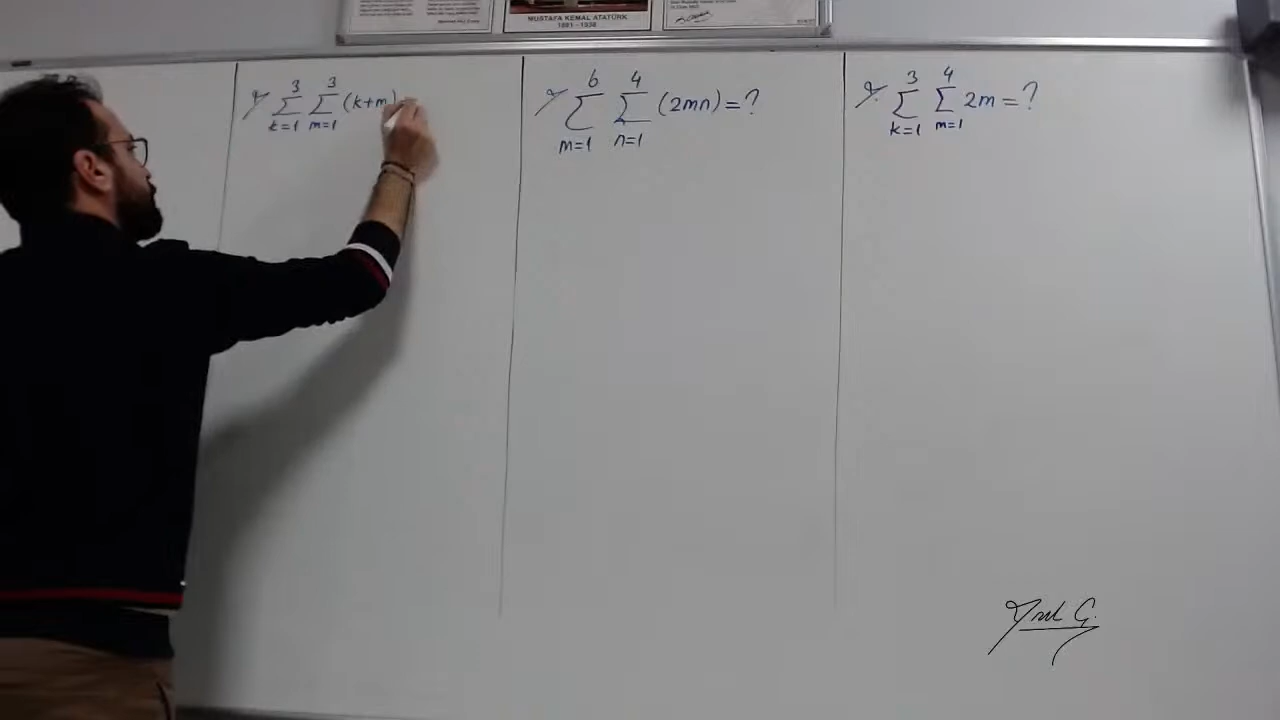 MUSTAFA KEMAL ATATÜRK
1881 - 1938
3 3
∑ ∑ (k+m)
k=1 m=1
6 4
∑ ∑ (2mn) = ?
m=1 n=1
3 4
∑ ∑ 2m = ?
k=1 m=1